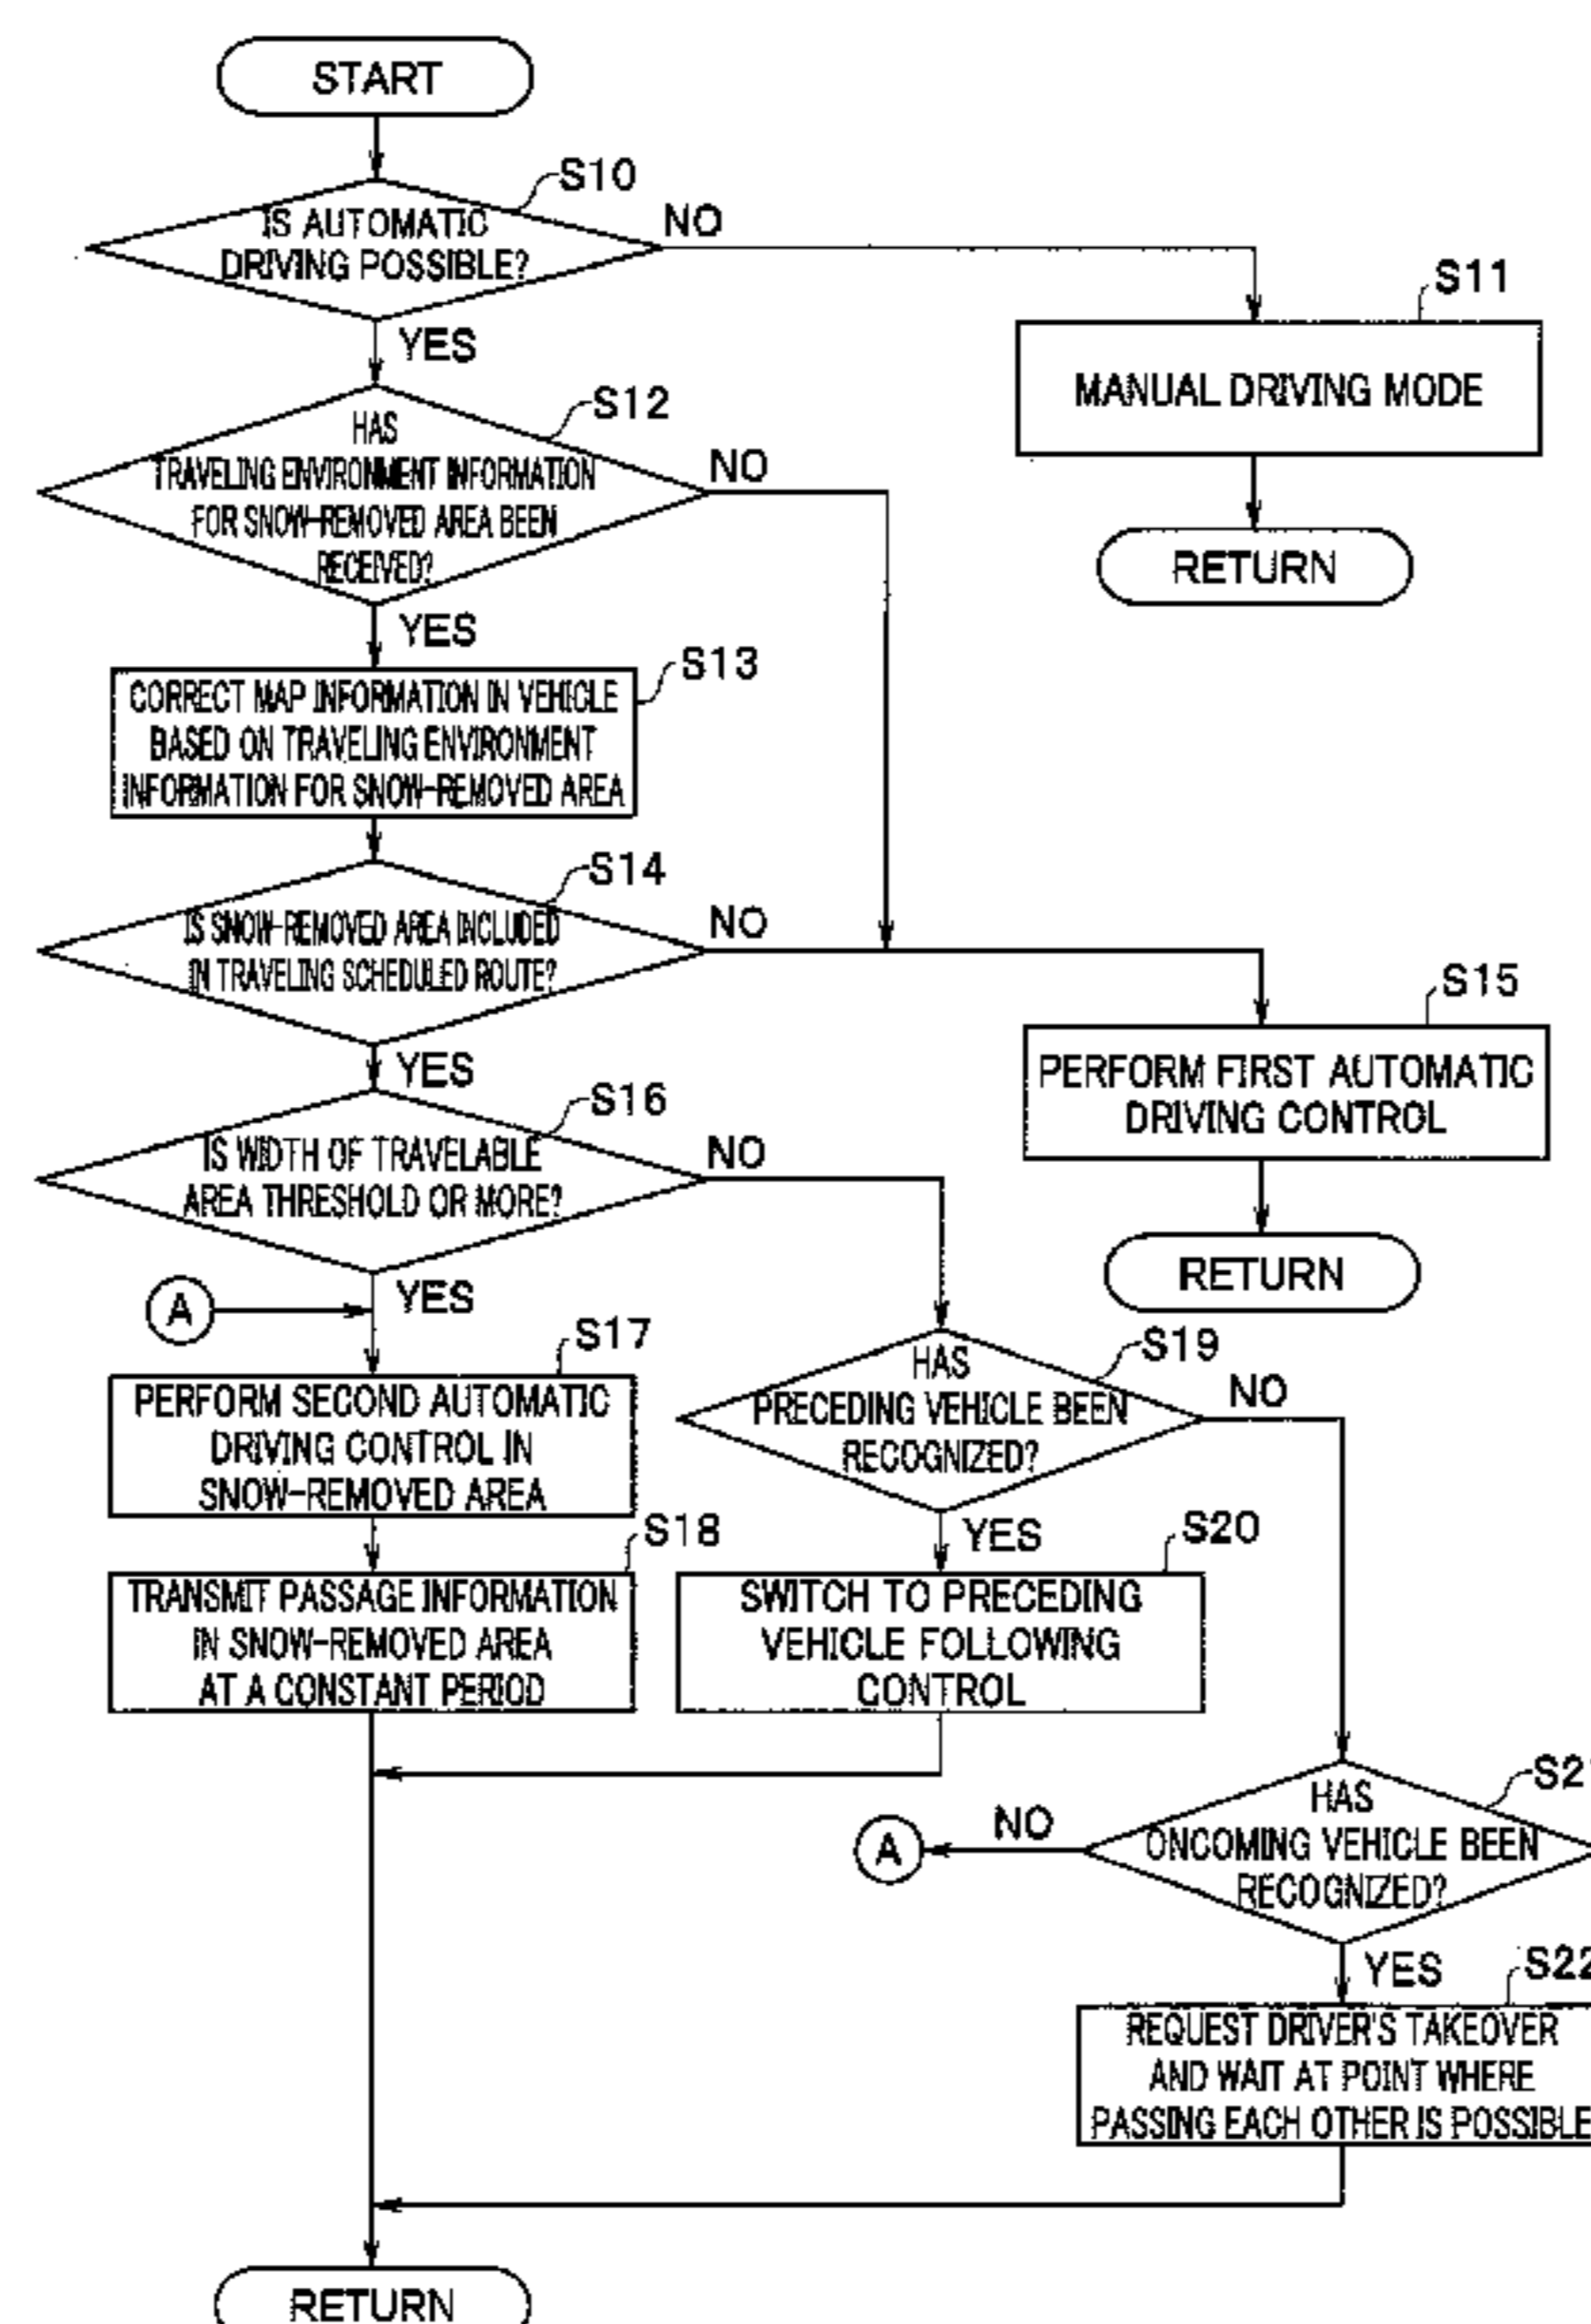 START
S10
IS AUTOMATIC
DRIVING POSSIBLE?
NO
YES
S11
MANUAL DRIVING MODE
RETURN
S12
HAS
TRAVELING ENVIRONMENT INFORMATION
FOR SNOW-REMOVED AREA BEEN
RECEIVED?
NO
YES
S13
CORRECT MAP INFORMATION IN VEHICLE
BASED ON TRAVELING ENVIRONMENT
INFORMATION FOR SNOW-REMOVED AREA
S14
IS SNOW-REMOVED AREA INCLUDED
IN TRAVELING SCHEDULED ROUTE?
NO
YES
S15
PERFORM FIRST AUTOMATIC
DRIVING CONTROL
RETURN
S16
IS WIDTH OF TRAVELABLE
AREA THRESHOLD OR MORE?
NO
YES
A
S17
PERFORM SECOND AUTOMATIC
DRIVING CONTROL IN
SNOW-REMOVED AREA
S18
TRANSMIT PASSAGE INFORMATION
IN SNOW-REMOVED AREA
AT A CONSTANT PERIOD
S19
HAS
PRECEDING VEHICLE BEEN
RECOGNIZED?
NO
YES
S20
SWITCH TO PRECEDING
VEHICLE FOLLOWING
CONTROL
HAS
ONCOMING VEHICLE BEEN
RECOGNIZED?
NO
A
YES
S22
REQUEST DRIVER'S TAKEOVER
AND WAIT AT POINT WHERE
PASSING EACH OTHER IS POSSIBLE
RETURN